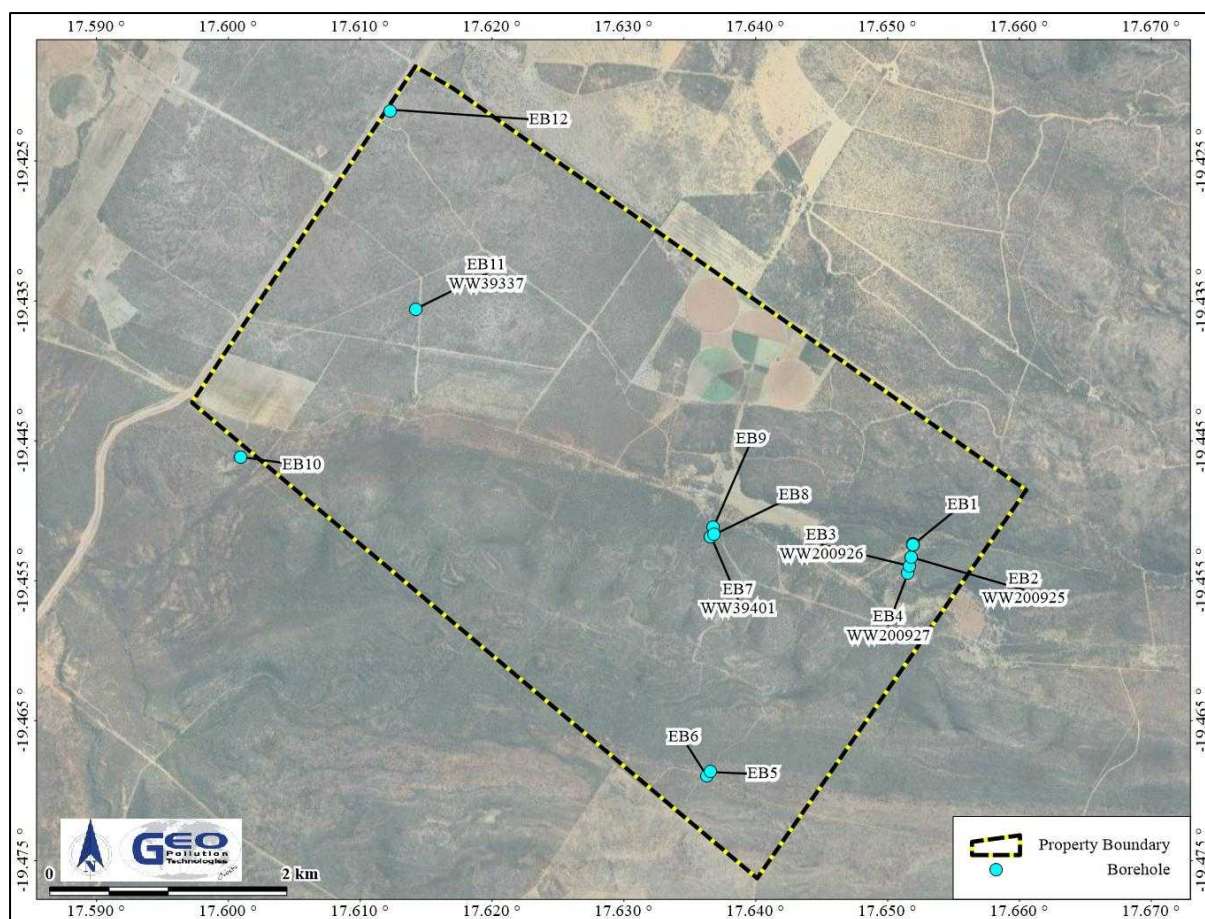 17.590 °
17.600 °
17.610 °
17.620 °
17.630 °
17.640 °
17.650 °
17.660 °
17.670 °
-19.425 °
-19.425 °
-19.435 °
-19.435 °
-19.445 °
-19.445 °
-19.455 °
-19.455 °
-19.465 °
-19.465 °
-19.475 °
-19.475 °
EB12
EB11
WW39337
EB10
EB9
EB8
EB7
WW39401
EB1
EB3
WW200926
EB2
WW200925
EB4
WW200927
EB6
EB5
N
GEO
Pollution
Technologies
0
2 km
Property Boundary
Borehole
17.590 °
17.600 °
17.610 °
17.620 °
17.630 °
17.640 °
17.650 °
17.660 °
17.670 °